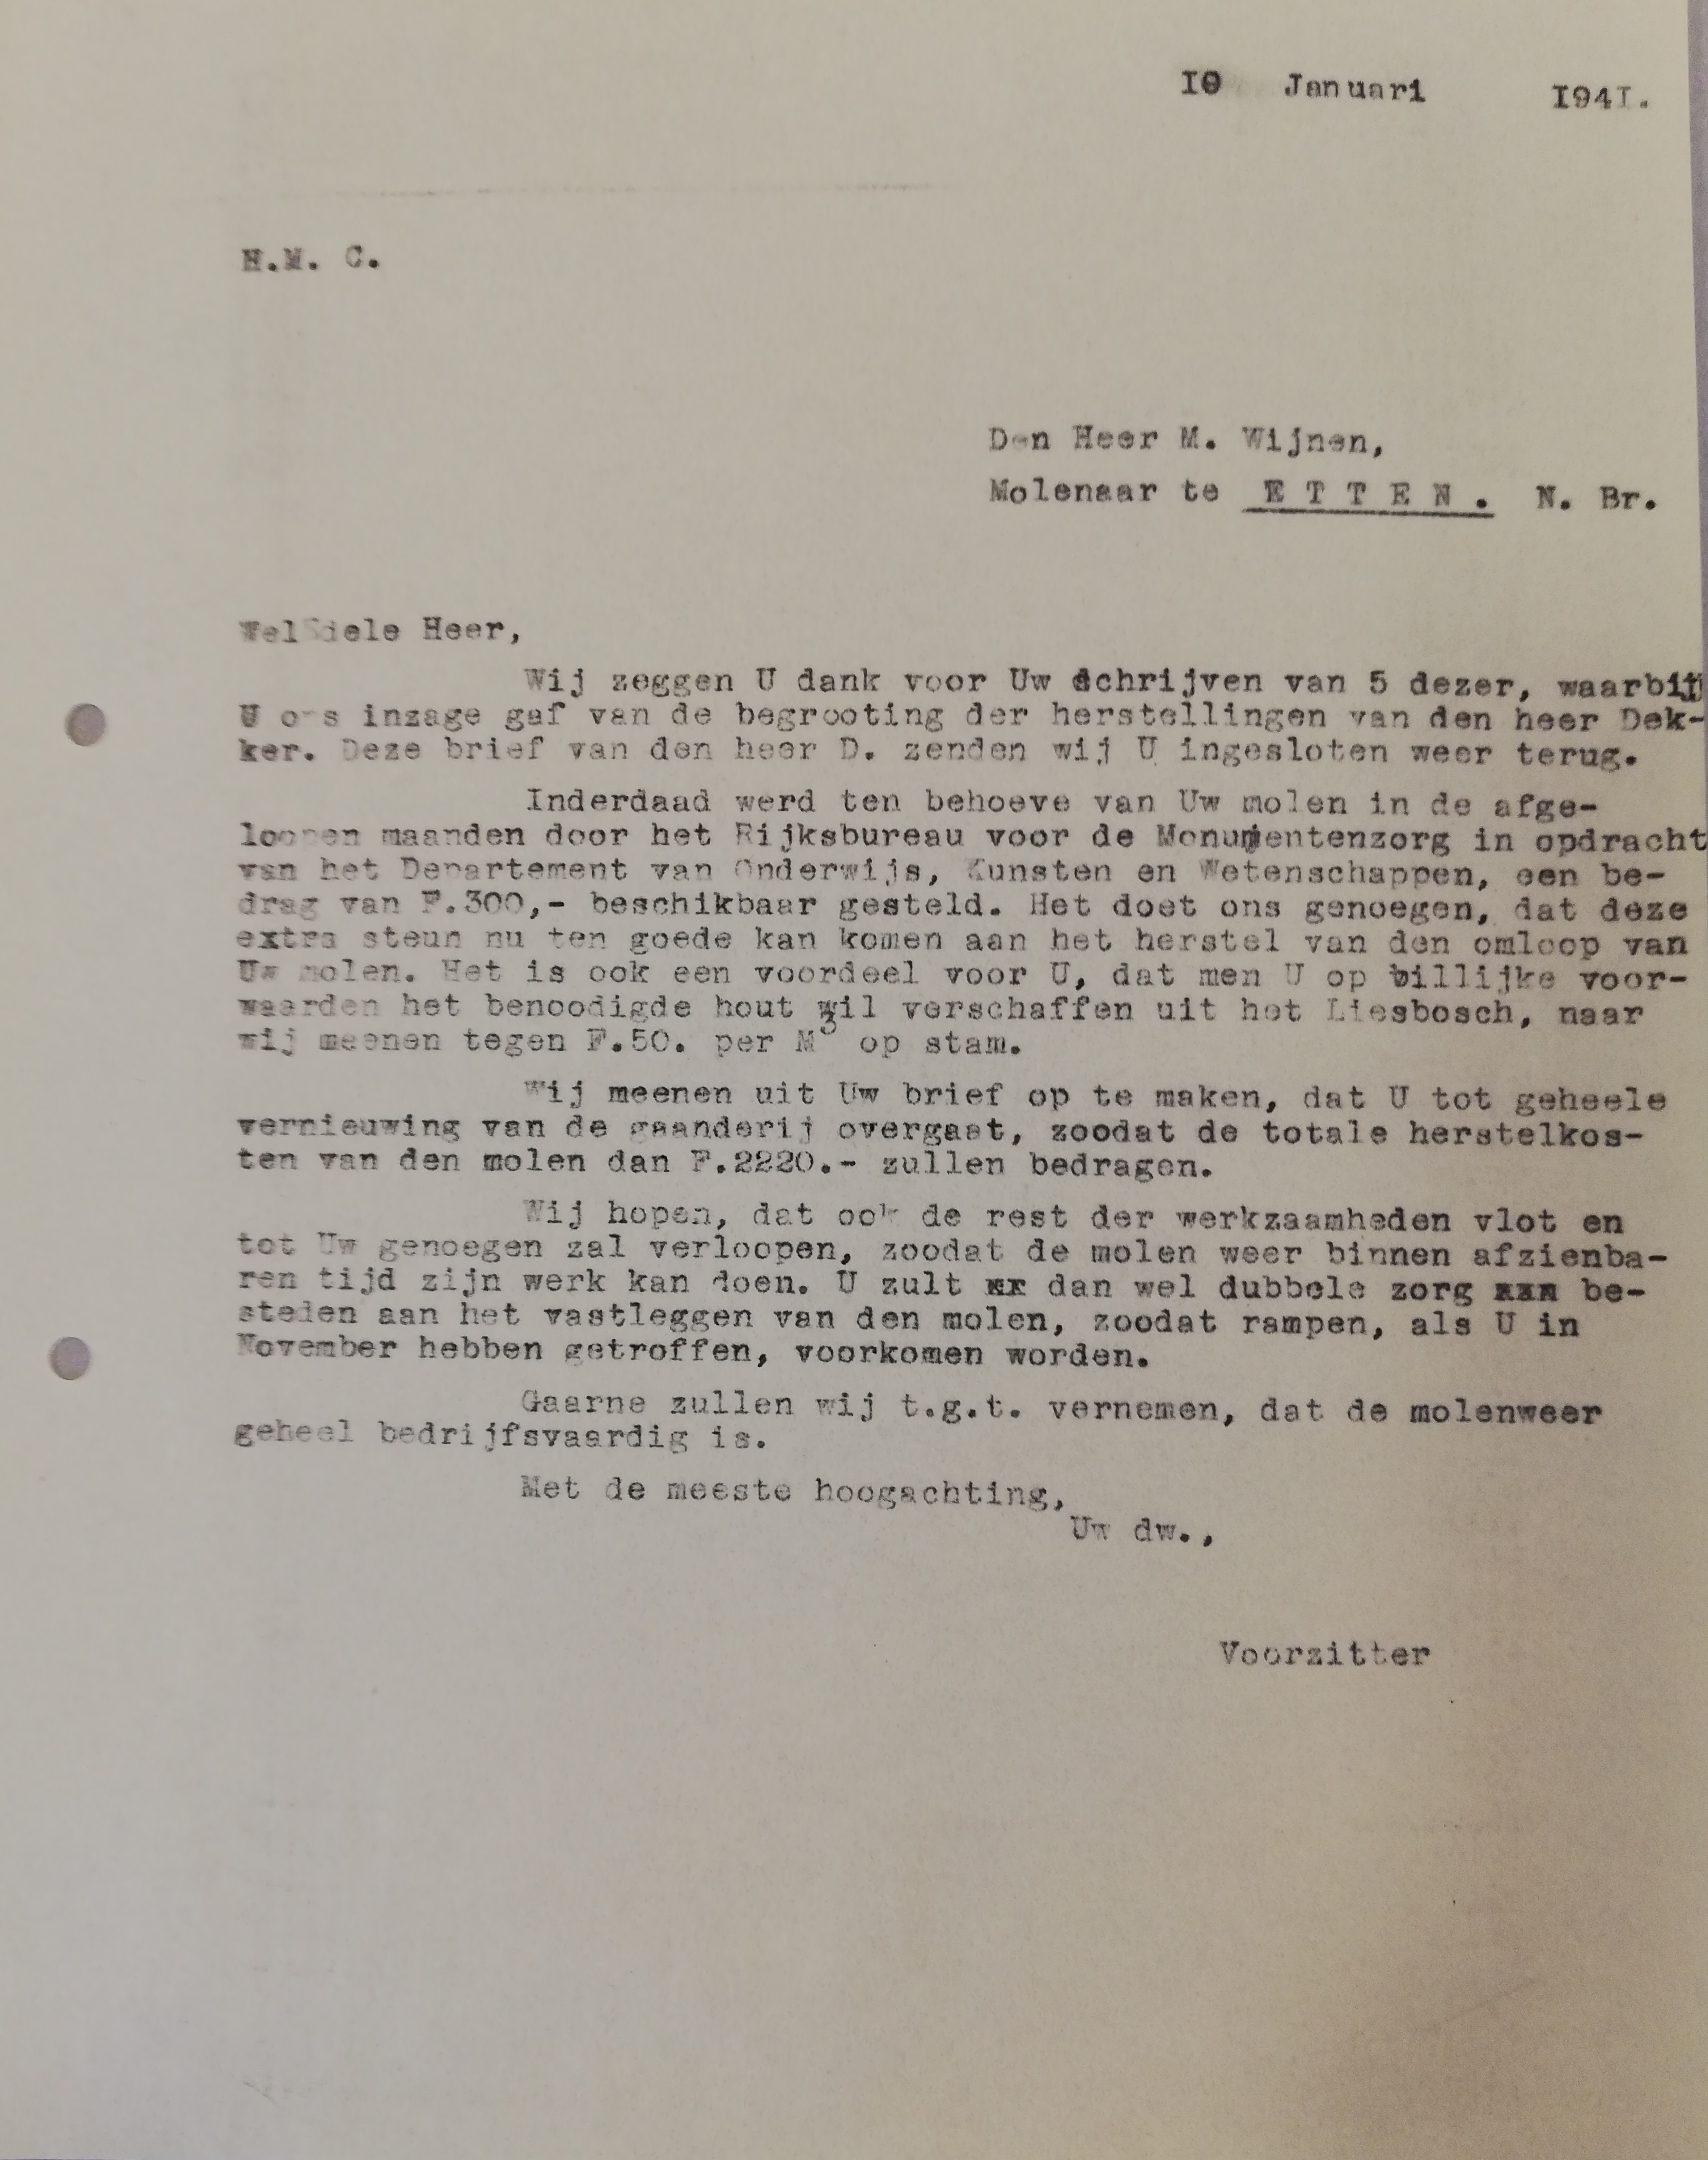 I0 Januari I94I.
H.M. C.
Den Heer M. Wijnen,
Molenaar te E T T E N . N. Br.
WelEdele Heer,
Wij zeggen U dank voor Uw schrijven van 5 dezer, waarbij
U ons inzage gaf van de begrooting der herstellingen van den heer Dek-
ker. Deze brief van den heer D. zenden wij U ingesloten weer terug.
Inderdaad werd ten behoeve van Uw molen in de afge-
loopen maanden door het Rijksbureau voor de Monumentenzorg in opdracht
van het Departement van Onderwijs, Kunsten en Wetenschappen, een be-
drag van F.300,- beschikbaar gesteld. Het doet ons genoegen, dat deze
extra steun nu ten goede kan komen aan het herstel van den omloop van
Uw molen. Het is ook een voordeel voor U, dat men U op billijke voor-
waarden het benoodigde hout wil verschaffen uit het Liesbosch, naar
wij meenen tegen F.50. per M³ op stam.
Wij meenen uit Uw brief op te maken, dat U tot geheele
vernieuwing van de gaanderij overgaat, zoodat de totale herstelkos-
ten van den molen dan F.2220.- zullen bedragen.
Wij hopen, dat ook de rest der werkzaamheden vlot en
tot Uw genoegen zal verloopen, zoodat de molen weer binnen afzienba-
ren tijd zijn werk kan doen. U zult dan wel dubbele zorg be-
steden aan het vastleggen van den molen, zoodat rampen, als U in
November hebben getroffen, voorkomen worden.
Gaarne zullen wij t.g.t. vernemen, dat de molenweer
geheel bedrijfsvaardig is.
Met de meeste hoogachting,
Uw dw.,
Voorzitter